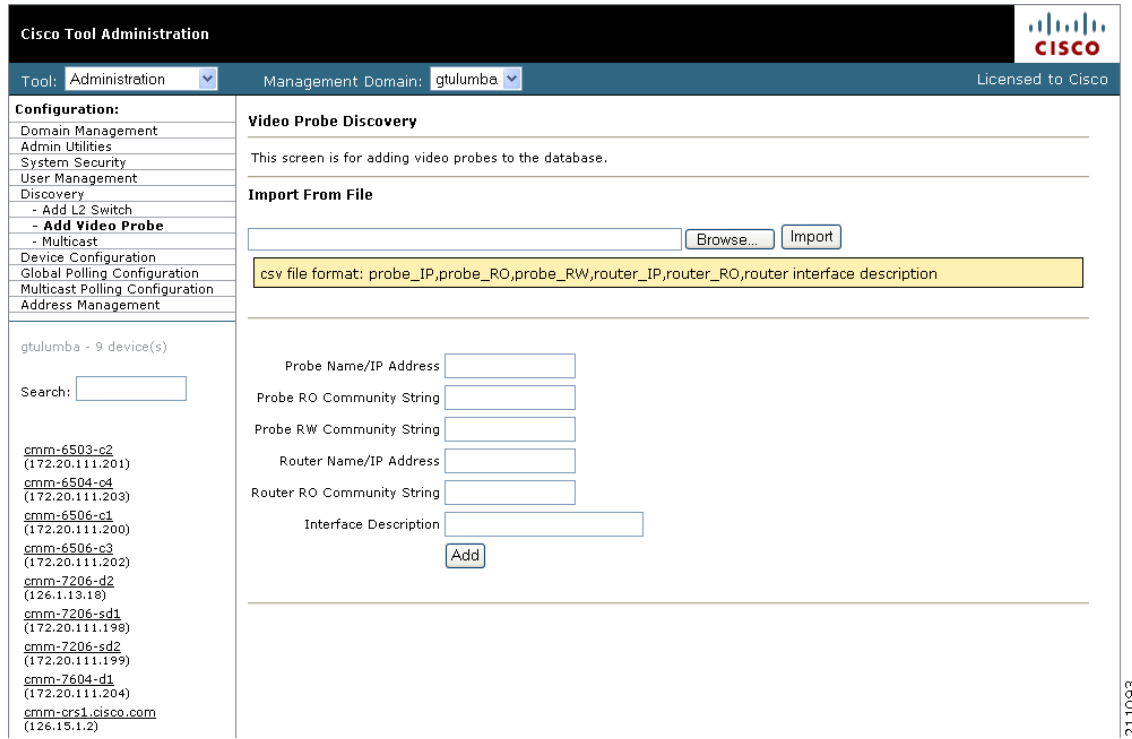 Cisco Tool Administration
CISCO
Tool: Administration
Management Domain: gtulumba
Licensed to Cisco
Configuration:
Domain Management
Admin Utilities
System Security
User Management
Discovery
- Add L2 Switch
- Add Video Probe
- Multicast
Device Configuration
Global Polling Configuration
Multicast Polling Configuration
Address Management
gtulumba - 9 device(s)
Search:
cmm-6503-c2
(172.20.111.201)
cmm-6504-c4
(172.20.111.203)
cmm-6506-c1
(172.20.111.200)
cmm-6506-c3
(172.20.111.202)
cmm-7206-d2
(126.1.13.18)
cmm-7206-sd1
(172.20.111.198)
cmm-7206-sd2
(172.20.111.199)
cmm-7604-d1
(172.20.111.204)
cmm-crs1.cisco.com
(126.15.1.2)
Video Probe Discovery
This screen is for adding video probes to the database.
Import From File
Browse... Import
csv file format: probe_IP,probe_RO,probe_RW,router_IP,router_RO,router interface description
Probe Name/IP Address
Probe RO Community String
Probe RW Community String
Router Name/IP Address
Router RO Community String
Interface Description
Add
211093